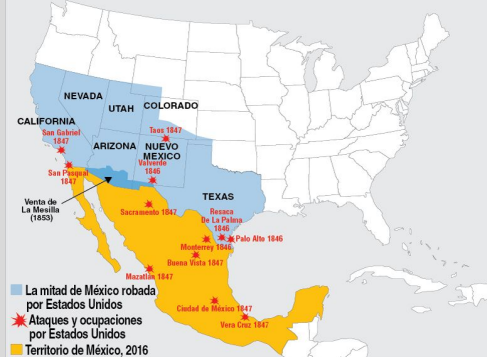 NEVADA
UTAH
COLORADO
CALIFORNIA
San Gabriel
1847
Taos 1847
ARIZONA
NUEVO
MEXICO
Valverde
1846
San Pasqual
1847
TEXAS
Venta de
La Mesilla
(1853)
Sacramento 1847
Resaca
De La Palma
1846
Palo Alto 1846
Monterrey 1846
Buena Vista 1847
Mazatlán 1847
Ciudad de México 1847
Vera Cruz 1847
La mitad de México robada
por Estados Unidos
Ataques y ocupaciones
por Estados Unidos
Territorio de México, 2016